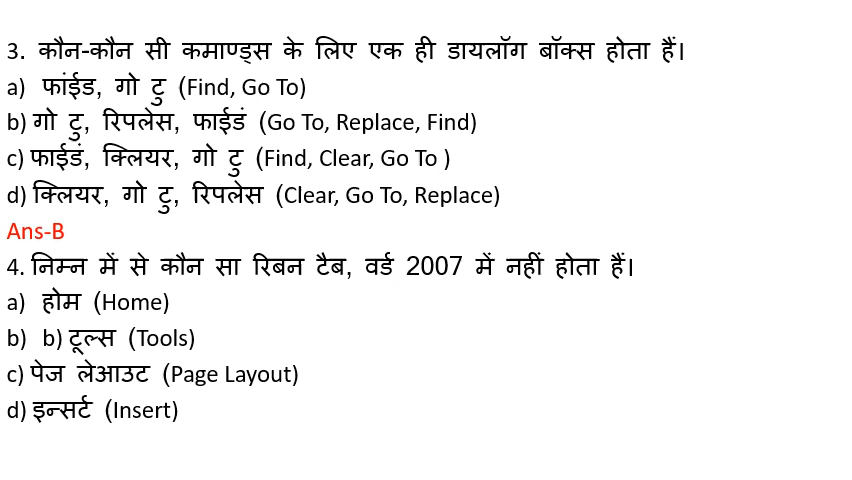 3. कौन-कौन सी कमाण्ड्स के लिए एक ही डायलॉग बॉक्स होता हैं।
a) फांईड, गो टु (Find, Go To)
b) गो टु, रिपलेस, फाईडं (Go To, Replace, Find)
c) फाईडं, क्लियर, गो टु (Find, Clear, Go To )
d) क्लियर, गो टु, रिपलेस (Clear, Go To, Replace)
Ans-B
4. निम्न में से कौन सा रिबन टैब, वर्ड 2007 में नहीं होता हैं।
a) होम (Home)
b) b) टूल्स (Tools)
c) पेज लेआउट (Page Layout)
d) इन्सर्ट (Insert)